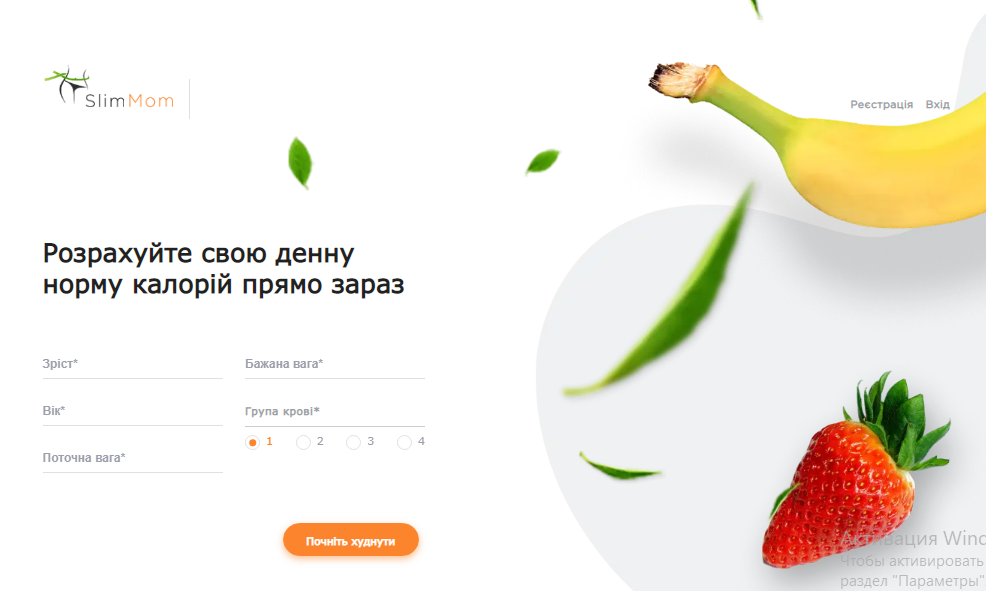 SlimMom
Реєстрація Вхід
Розрахуйте свою денну
норму калорій прямо зараз
Зріст* Бажана вага*
Вік* Група крові*
1 2 3 4
Поточна вага*
Почніть худнути
Активация Wind
Чтобы активировать
раздел "Параметры"